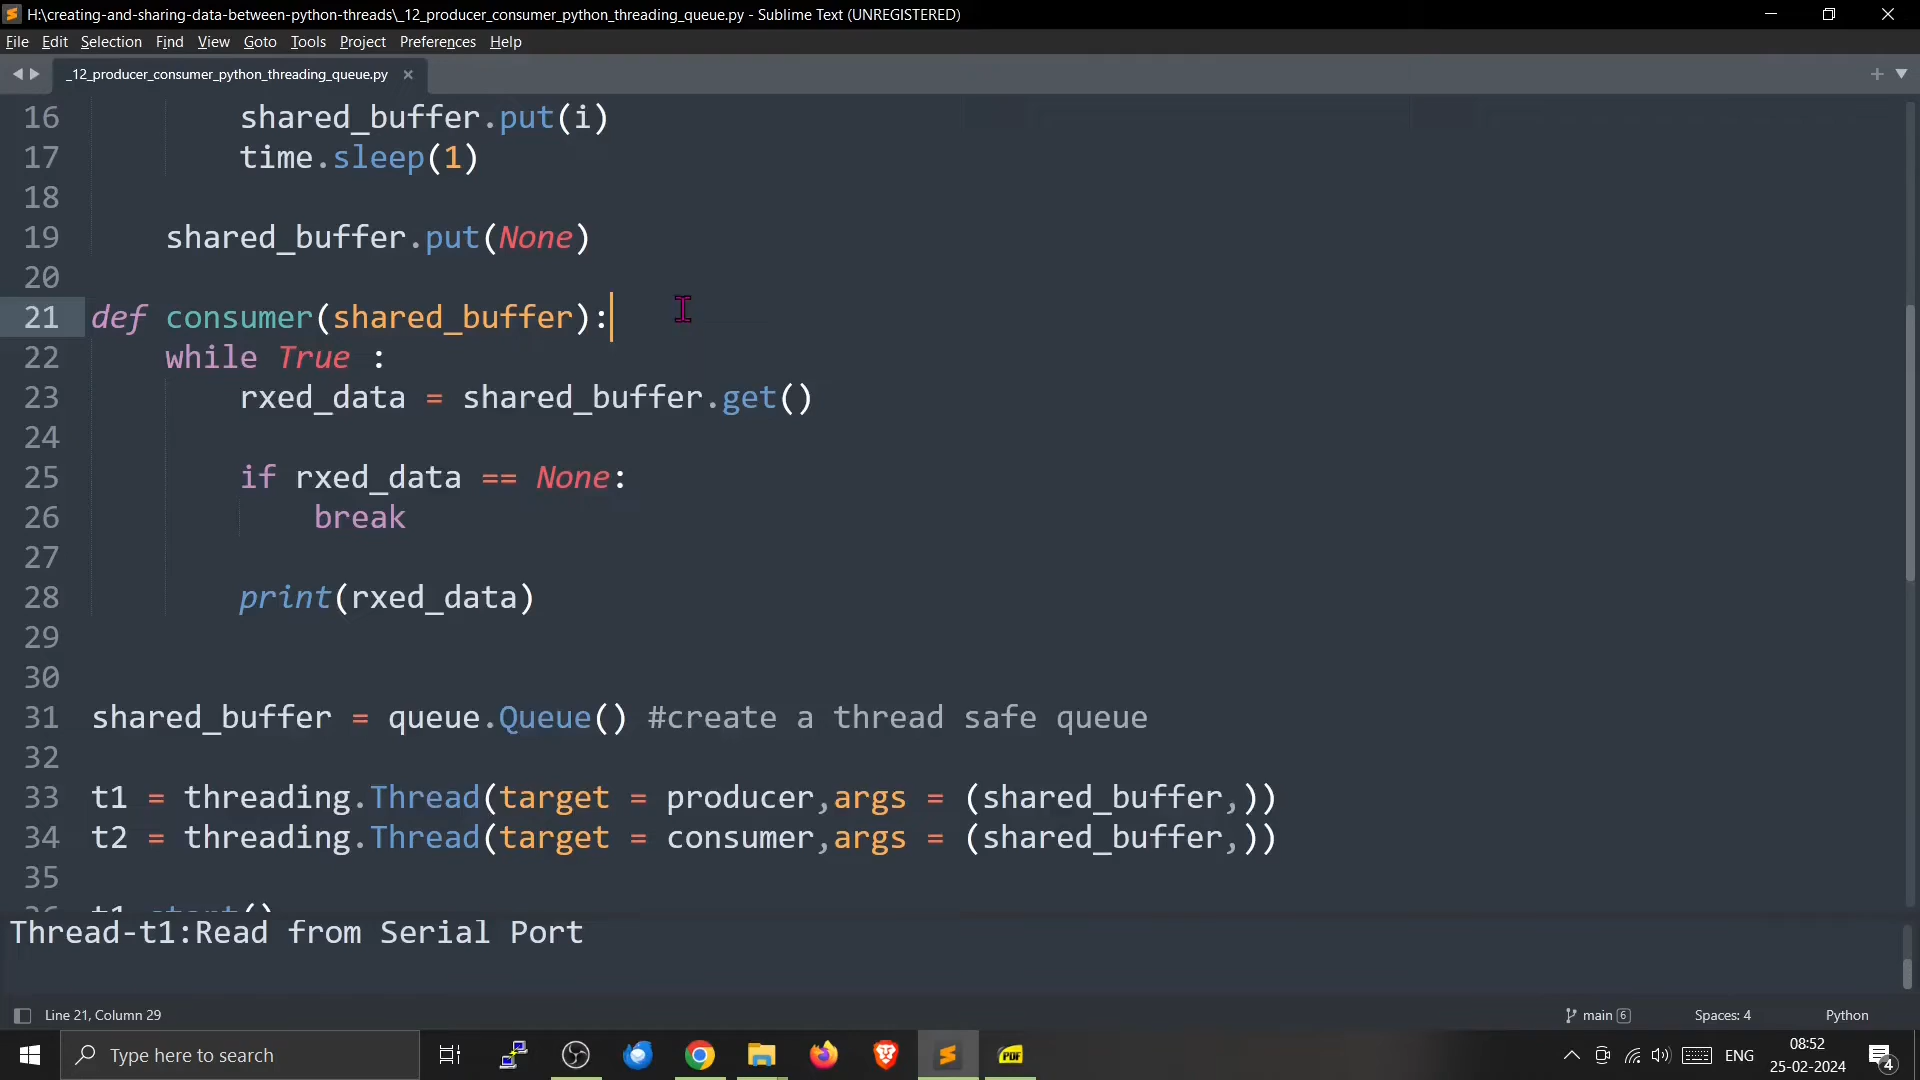 H:\creating-and-sharing-data-between-python-threads\_12_producer_consumer_python_threading_queue.py - Sublime Text (UNREGISTERED)
File Edit Selection Find View Goto Tools Project Preferences Help
_12_producer_consumer_python_threading_queue.py
16 shared_buffer.put(i)
17 time.sleep(1)
18
19 shared_buffer.put(None)
20
21 def consumer(shared_buffer):
22 while True :
23 rxed_data = shared_buffer.get()
24
25 if rxed_data == None:
26 break
27
28 print(rxed_data)
29
30
31 shared_buffer = queue.Queue() #create a thread safe queue
32
33 t1 = threading.Thread(target = producer,args = (shared_buffer,))
34 t2 = threading.Thread(target = consumer,args = (shared_buffer,))
35
36 t1.start()
Thread-t1:Read from Serial Port
Line 21, Column 29 main 6 Spaces: 4 Python
Type here to search PDF ENG 08:52
25-02-2024 4